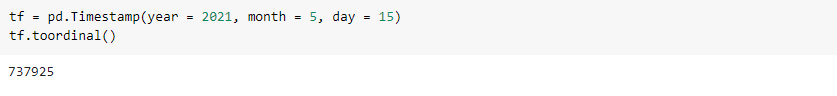 tf = pd.Timestamp(year = 2021, month = 5, day = 15)
tf.toordinal()
737925